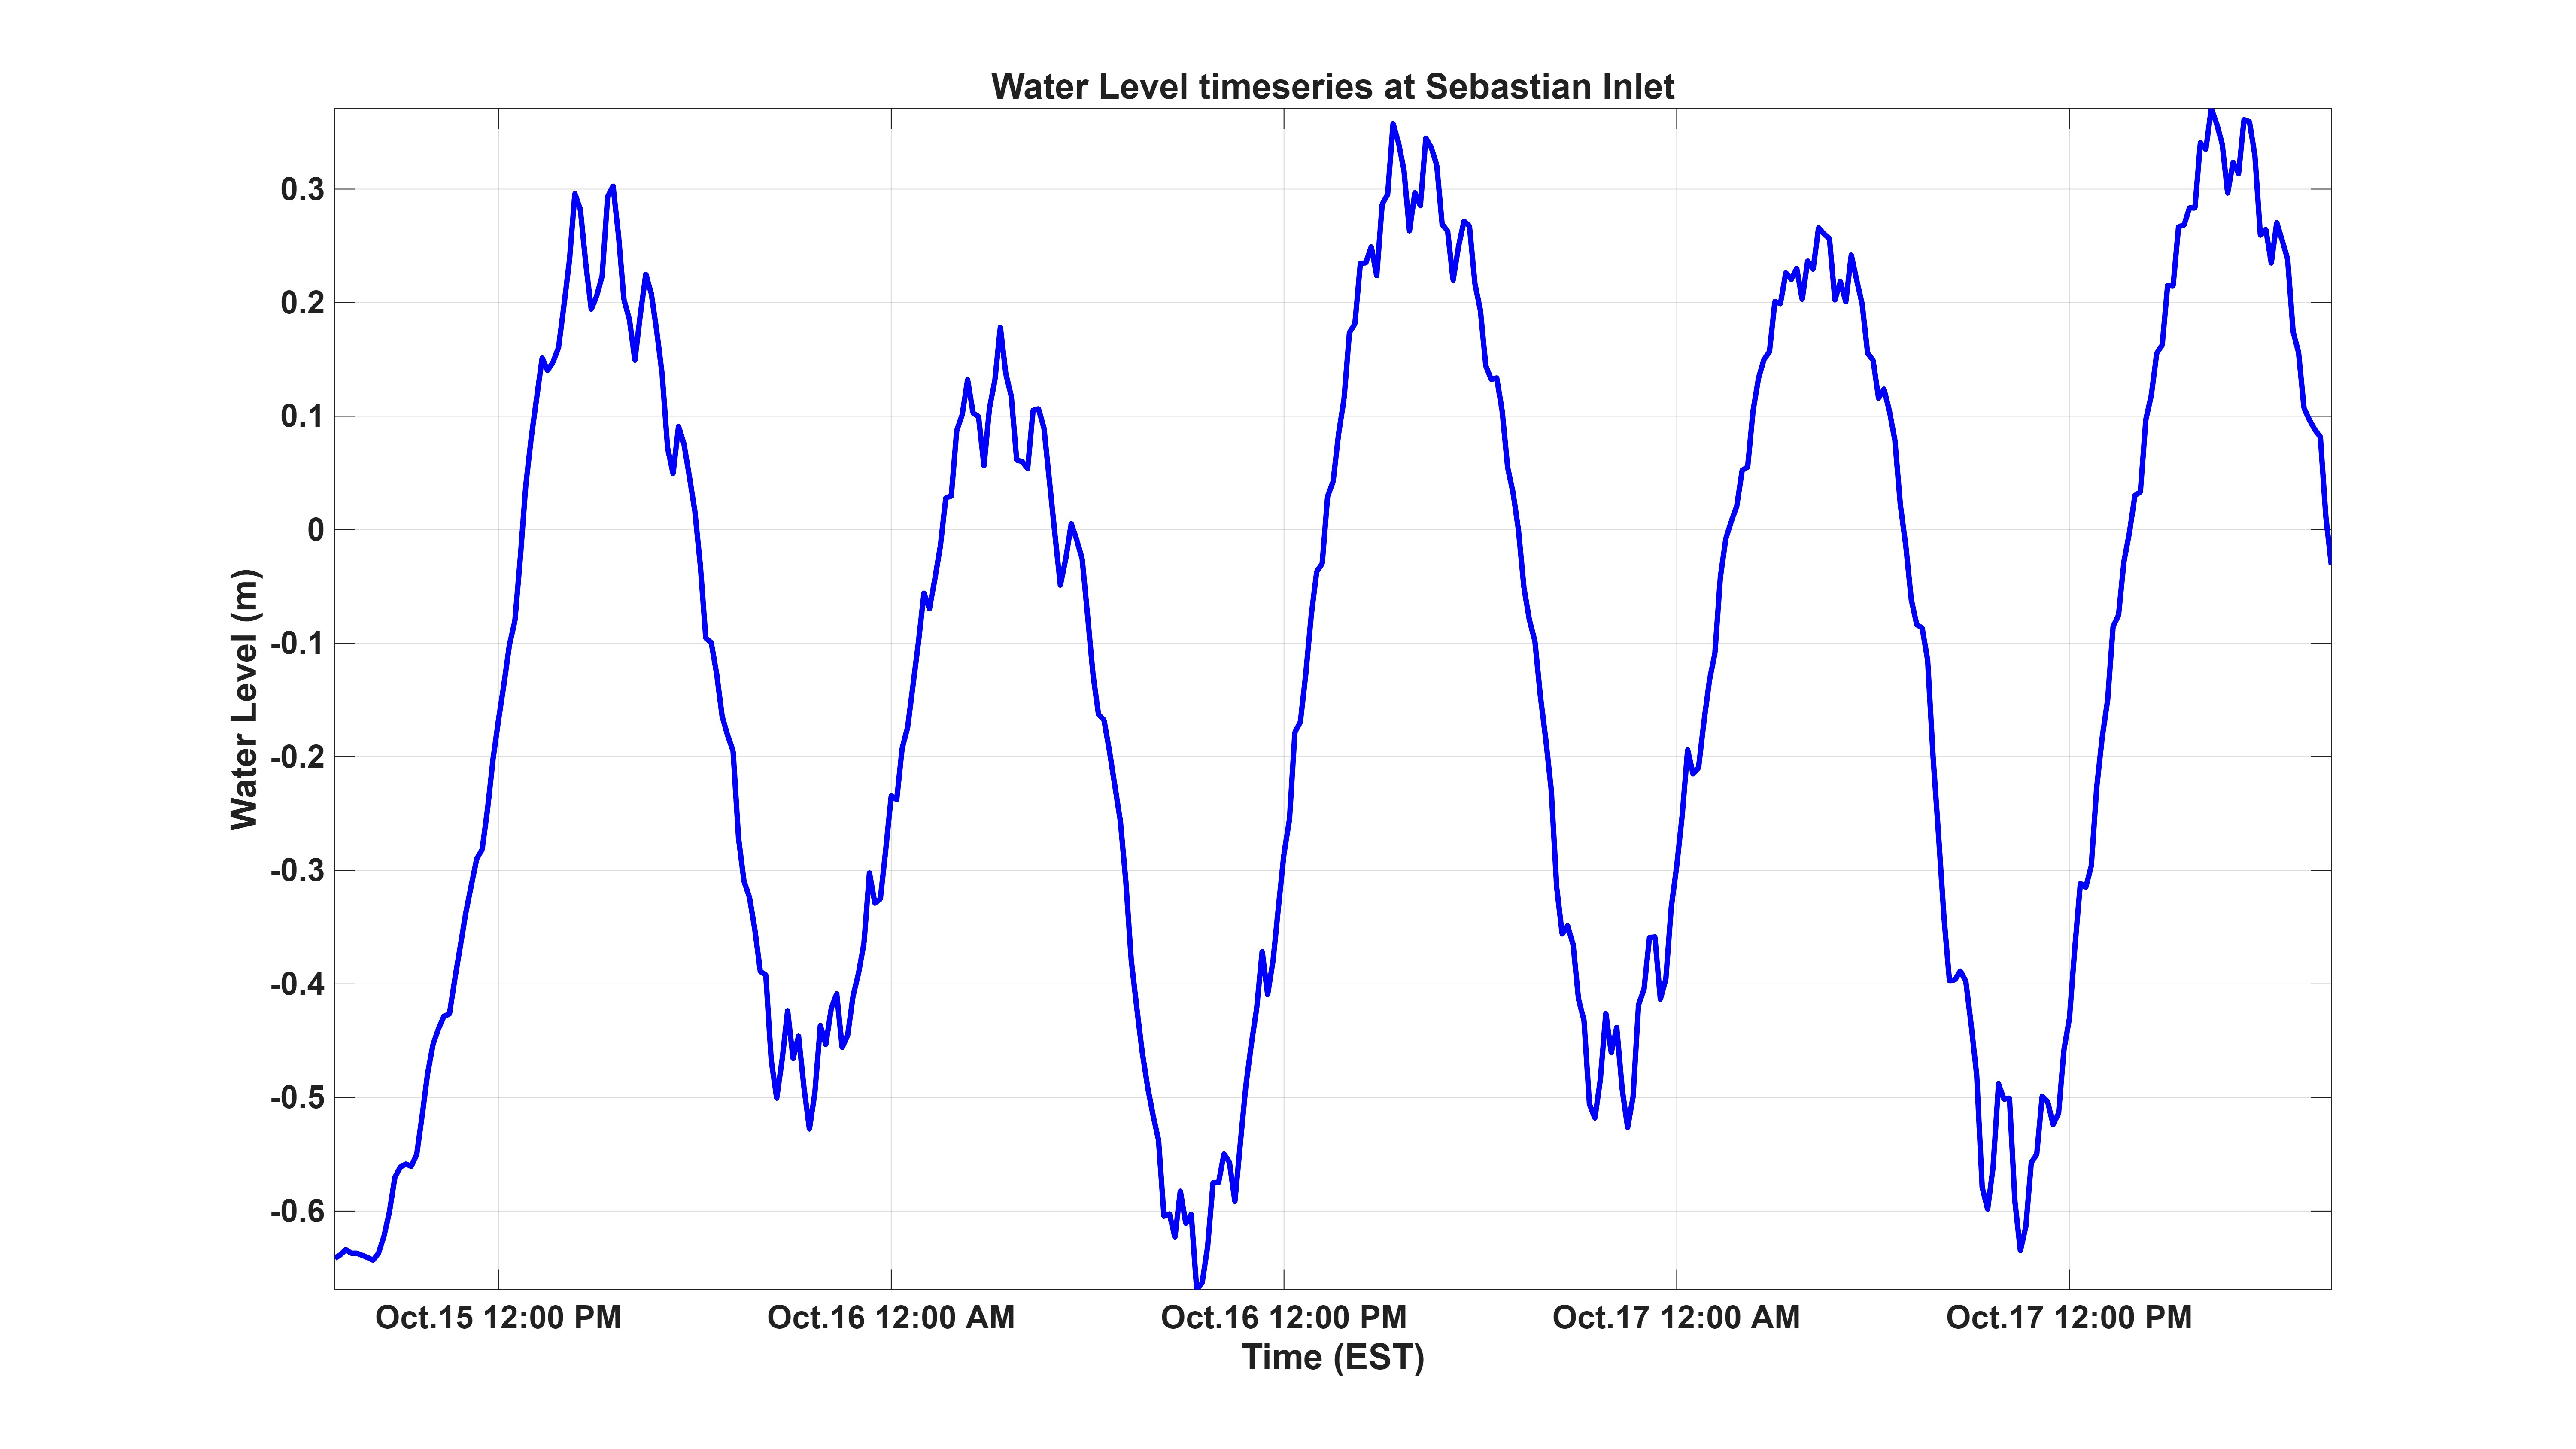 Water Level timeseries at Sebastian Inlet
0.3
0.2
0.1
0
-0.1
-0.2
-0.3
-0.4
-0.5
-0.6
Water Level (m)
Oct.15 12:00 PM Oct.16 12:00 AM Oct.16 12:00 PM Oct.17 12:00 AM Oct.17 12:00 PM
Time (EST)